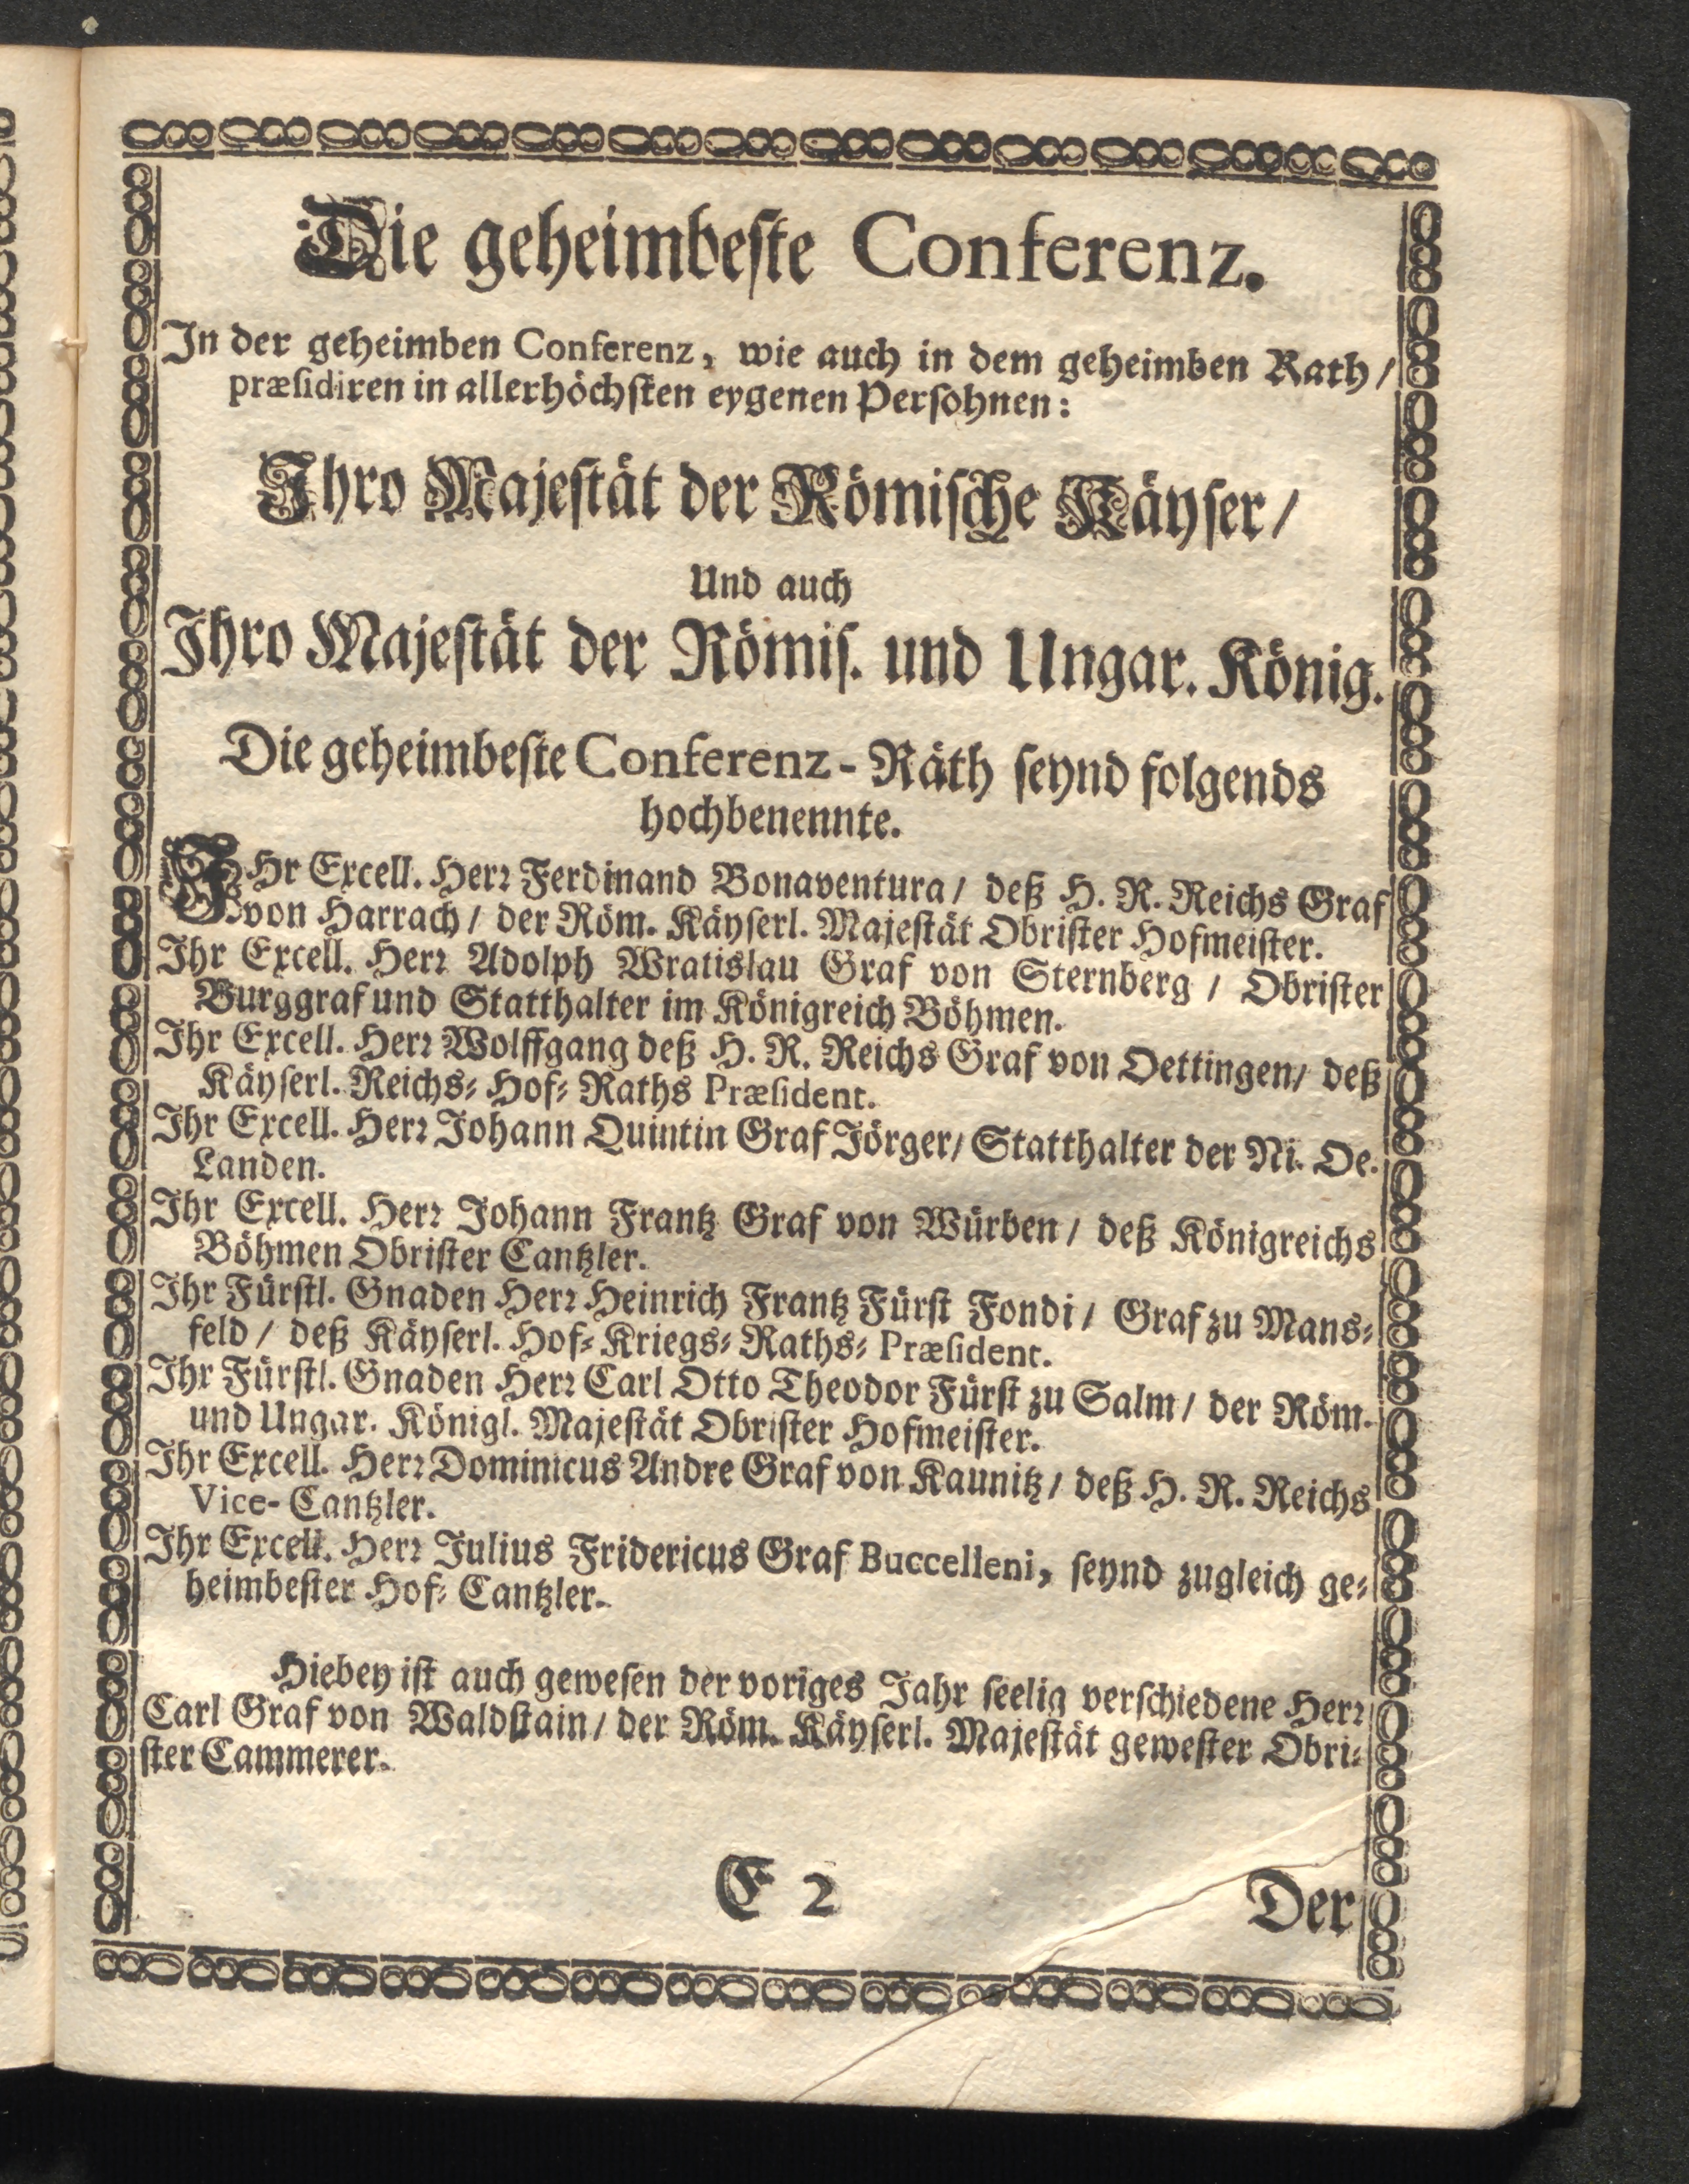 Die geheimbeste Conferenz.
In der geheimben Conferenz, wie auch in dem geheimben Rath/
præsidiren in allerhöchsten eygenen Persohnen:
Ihro Majestät der Römische Käyser/
Und auch
Ihro Majestät der Römis. und Ungar. König.
Die geheimbeste Conferenz-Räth seynd folgends
hochbenennte.
IHr Excell. Herr Ferdinand Bonaventura/ deß H. R. Reichs Graf
von Harrach/ der Röm. Käyserl. Majestät Obrister Hofmeister.
Ihr Excell. Herr Adolph Wratislau Graf von Sternberg/ Obrister
Burggraf und Statthalter im Königreich Böhmen.
Ihr Excell. Herr Wolffgang deß H. R. Reichs Graf von Oettingen/ deß
Käyserl. Reichs-Hof-Raths Præsident.
Ihr Excell. Herr Johann Quintin Graf Jörger/ Statthalter der Ni. Oe.
Landen.
Ihr Excell. Herr Johann Frantz Graf von Würben/ deß Königreichs
Böhmen Obrister Cantzler.
Ihr Fürstl. Gnaden Herr Heinrich Frantz Fürst Fondi/ Graf zu Mans-
feld/ deß Käyserl. Hof-Kriegs-Raths-Præsident.
Ihr Fürstl. Gnaden Herr Carl Otto Theodor Fürst zu Salm/ der Röm.
und Ungar. Königl. Majestät Obrister Hofmeister.
Ihr Excell. Herr Dominicus Andre Graf von Kaunitz/ deß H. R. Reichs
Vice-Cantzler.
Ihr Excell. Herr Julius Fridericus Graf Buccelleni, seynd zugleich ge-
heimbester Hof-Cantzler.
Hiebey ist auch gewesen der voriges Jahr seelig verschiedene Herr
Carl Graf von Waldstain/ der Röm. Käyserl. Majestät gewester Obri-
ster Cammerer.
E 2
Der